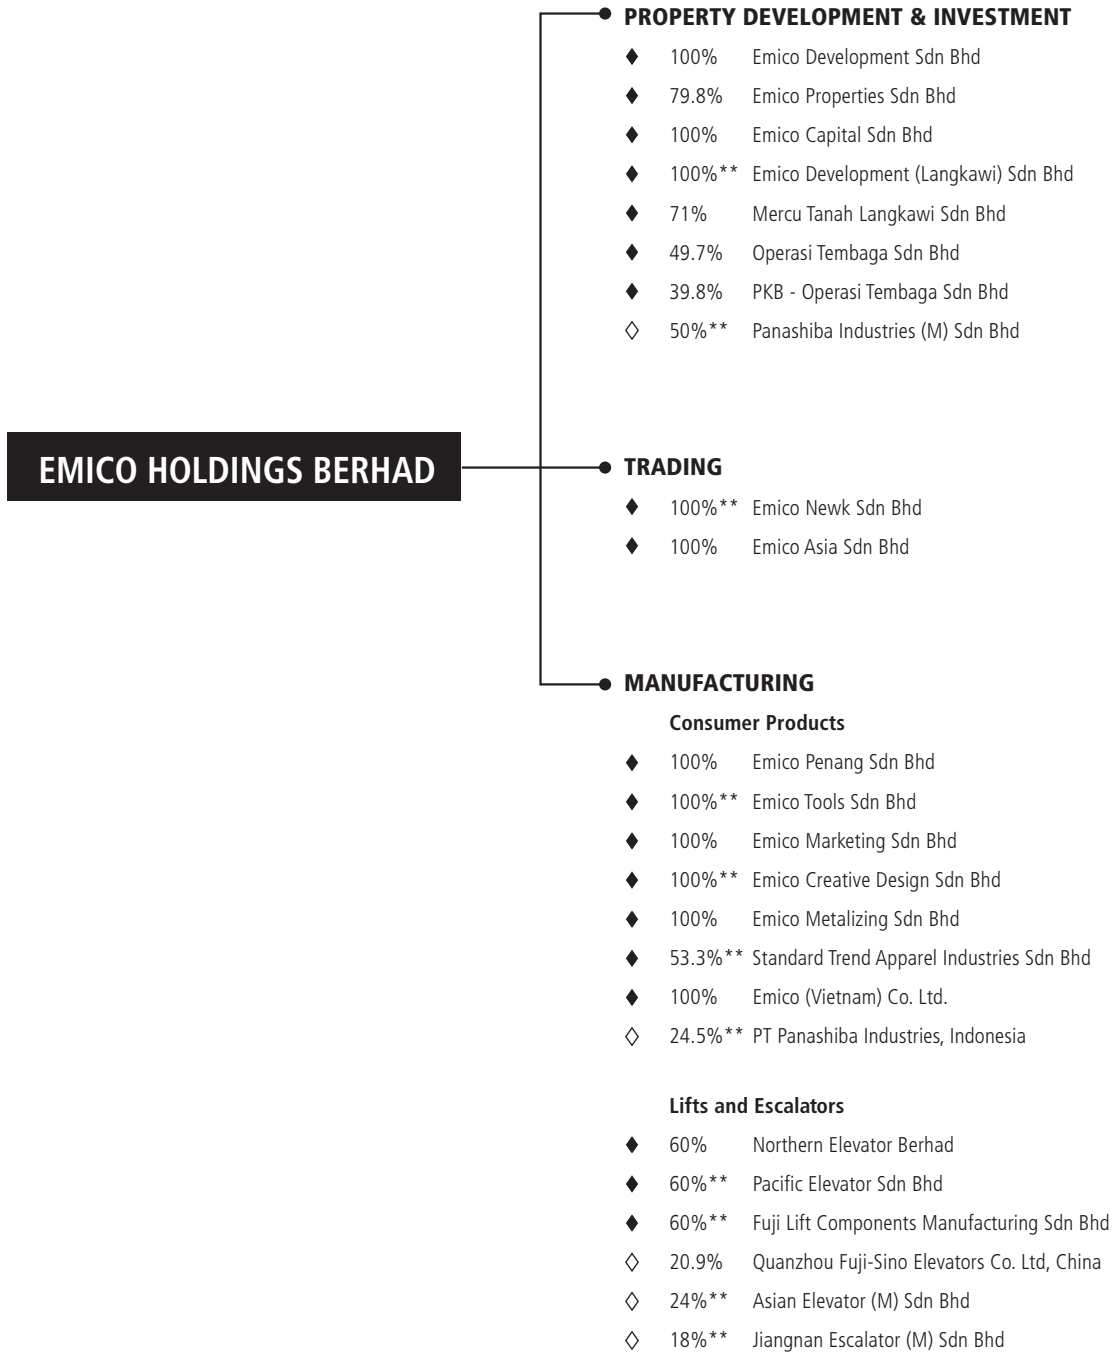 PROPERTY DEVELOPMENT & INVESTMENT
♦ 100% Emico Development Sdn Bhd
♦ 79.8% Emico Properties Sdn Bhd
♦ 100% Emico Capital Sdn Bhd
♦ 100%** Emico Development (Langkawi) Sdn Bhd
♦ 71% Mercu Tanah Langkawi Sdn Bhd
♦ 49.7% Operasi Tembaga Sdn Bhd
♦ 39.8% PKB - Operasi Tembaga Sdn Bhd
◊ 50%** Panashiba Industries (M) Sdn Bhd
EMICO HOLDINGS BERHAD
TRADING
♦ 100%** Emico Newk Sdn Bhd
♦ 100% Emico Asia Sdn Bhd
MANUFACTURING
Consumer Products
♦ 100% Emico Penang Sdn Bhd
♦ 100%** Emico Tools Sdn Bhd
♦ 100% Emico Marketing Sdn Bhd
♦ 100%** Emico Creative Design Sdn Bhd
♦ 100% Emico Metalizing Sdn Bhd
♦ 53.3%** Standard Trend Apparel Industries Sdn Bhd
♦ 100% Emico (Vietnam) Co. Ltd.
◊ 24.5%** PT Panashiba Industries, Indonesia
Lifts and Escalators
♦ 60% Northern Elevator Berhad
♦ 60%** Pacific Elevator Sdn Bhd
♦ 60%** Fuji Lift Components Manufacturing Sdn Bhd
◊ 20.9% Quanzhou Fuji-Sino Elevators Co. Ltd, China
◊ 24%** Asian Elevator (M) Sdn Bhd
◊ 18%** Jiangnan Escalator (M) Sdn Bhd